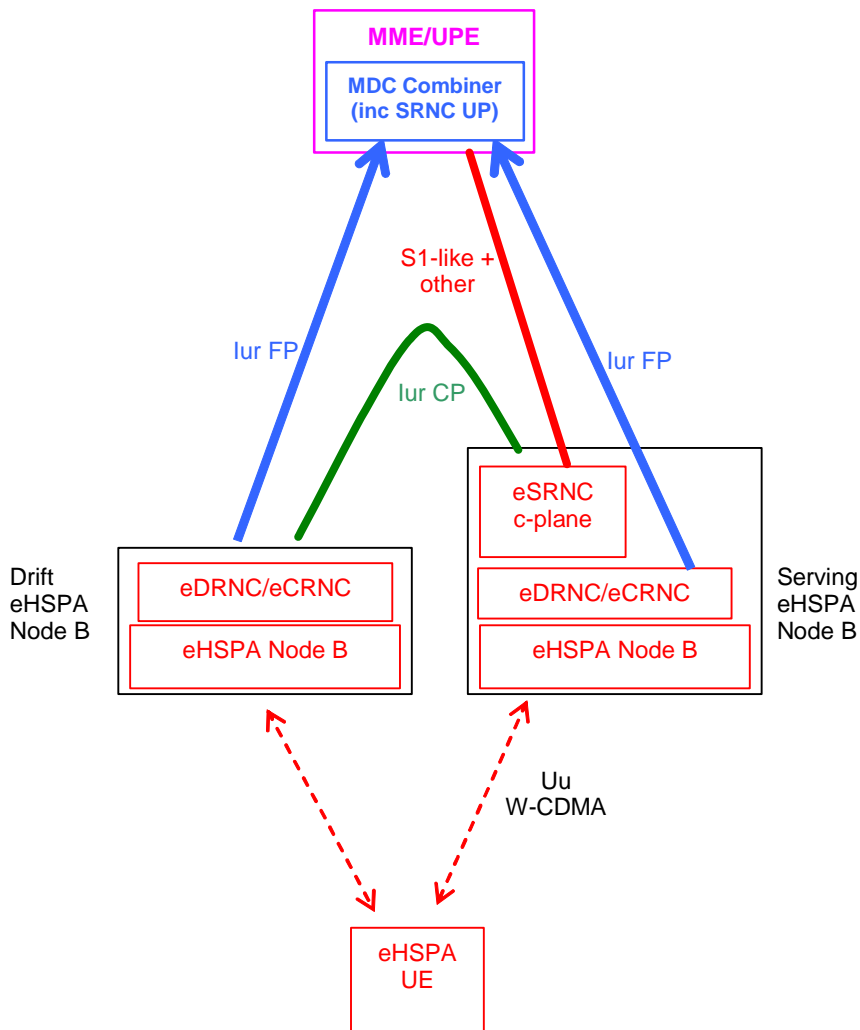 MME/UPE
MDC Combiner
(inc SRNC UP)
S1-like +
other
Iur FP
Iur FP
Iur CP
eSRNC
c-plane
Drift
eHSPA
Node B
eDRNC/eCRNC
eHSPA Node B
eDRNC/eCRNC
eHSPA Node B
Serving
eHSPA
Node B
Uu
W-CDMA
eHSPA
UE